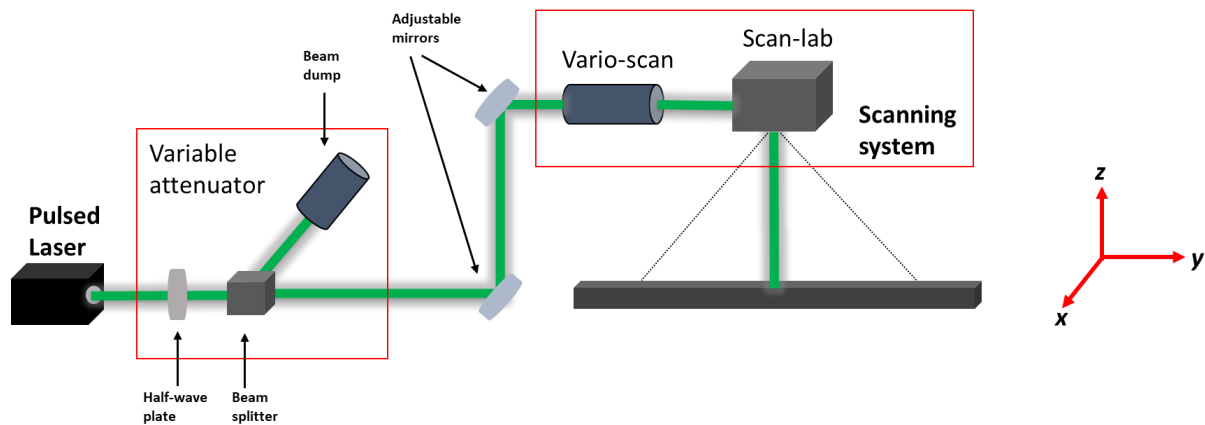 Adjustable
mirrors
Beam
dump
Vario-scan
Scan-lab
Scanning
system
Variable
attenuator
Pulsed
Laser
Half-wave
plate
Beam
splitter
z
y
x